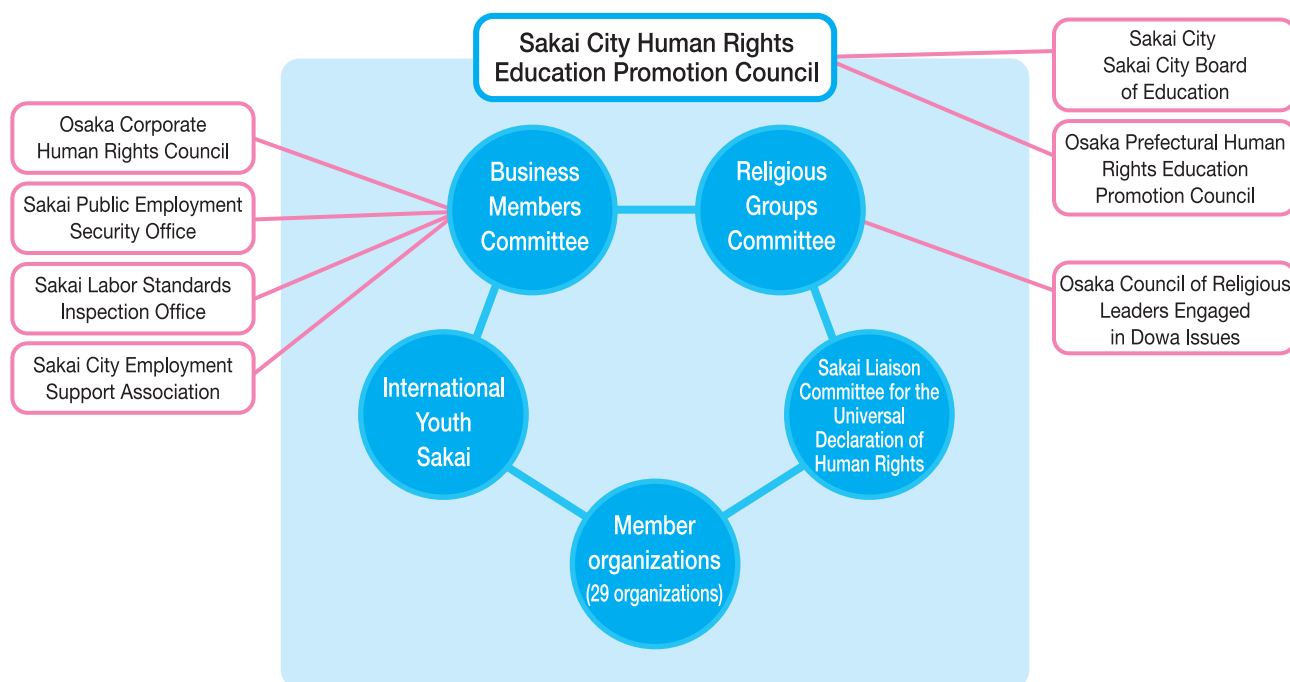 Sakai City Human Rights
Education Promotion Council
Sakai City
Sakai City Board
of Education
Osaka Prefectural Human
Rights Education
Promotion Council
Osaka Corporate
Human Rights Council
Sakai Public Employment
Security Office
Sakai Labor Standards
Inspection Office
Sakai City Employment
Support Association
Business
Members
Committee
Religious
Groups
Committee
Osaka Council of Religious
Leaders Engaged
in Dowa Issues
International
Youth
Sakai
Sakai Liaison
Committee for the
Universal
Declaration of
Human Rights
Member
organizations
(29 organizations)